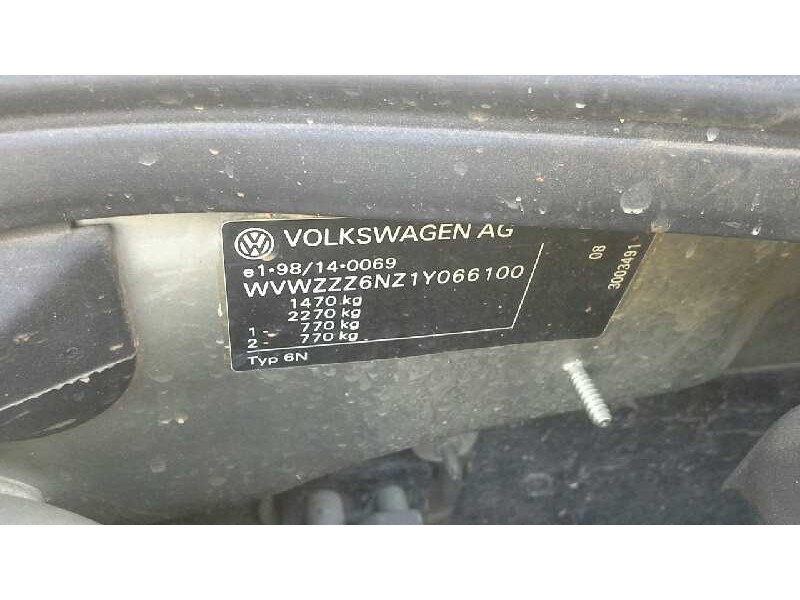 VOLKSWAGEN AG
e1*98/14*0069
WVWZZZ6NZ1Y066100
1470 kg
2270 kg
1 - 770 kg
2 - 770 kg
Typ 6N
08
3003491